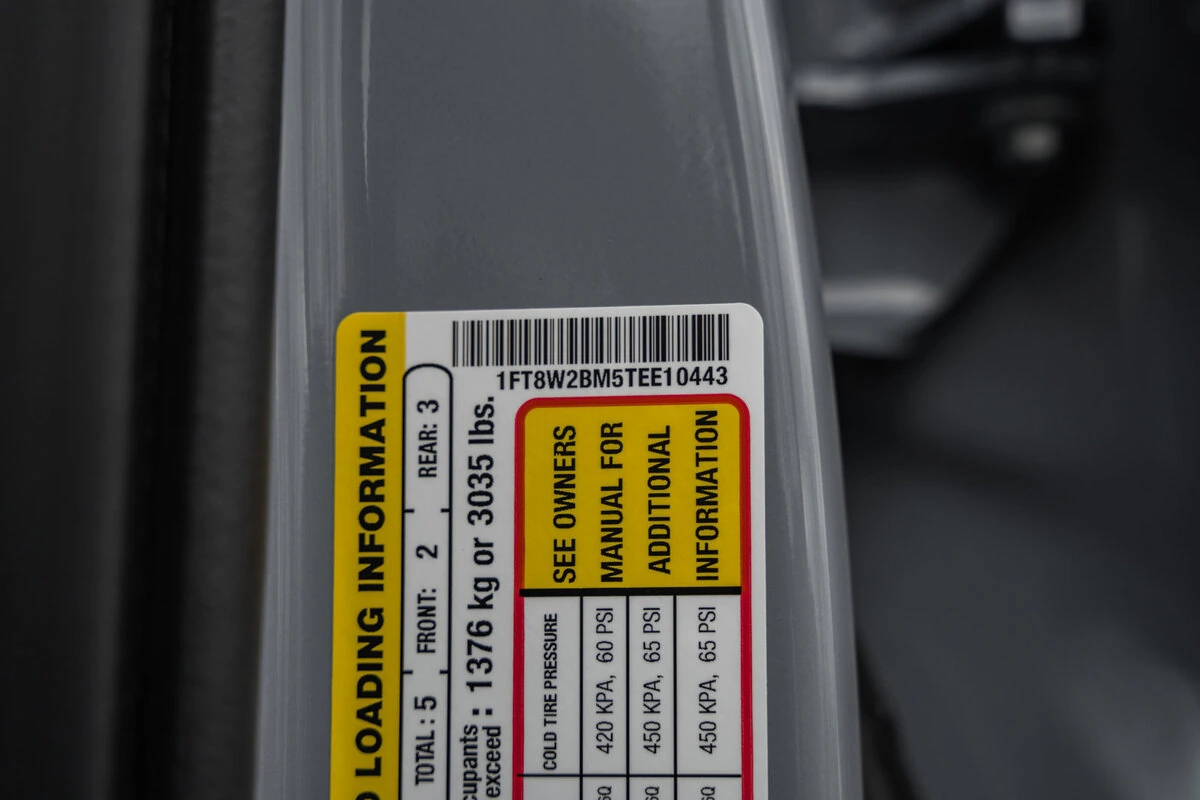 1FT8W2BM5TEE10443
LOADING INFORMATION
TOTAL : 5 FRONT: 2 REAR: 3
: 1376 kg or 3035 lbs.
exceed
SEE OWNERS
MANUAL FOR
ADDITIONAL
INFORMATION
COLD TIRE PRESSURE
420 KPA, 60 PSI
450 KPA, 65 PSI
450 KPA, 65 PSI